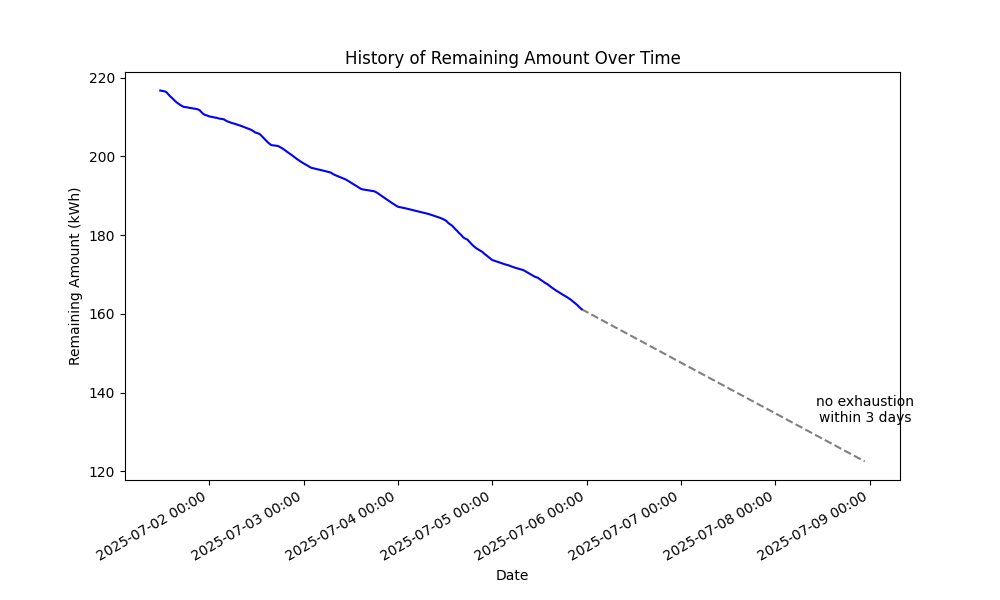 History of Remaining Amount Over Time
Remaining Amount (kWh)
220
200
180
160
140
120
no exhaustion
within 3 days
2025-07-02 00:00
2025-07-03 00:00
2025-07-04 00:00
2025-07-05 00:00
2025-07-06 00:00
2025-07-07 00:00
2025-07-08 00:00
2025-07-09 00:00
Date